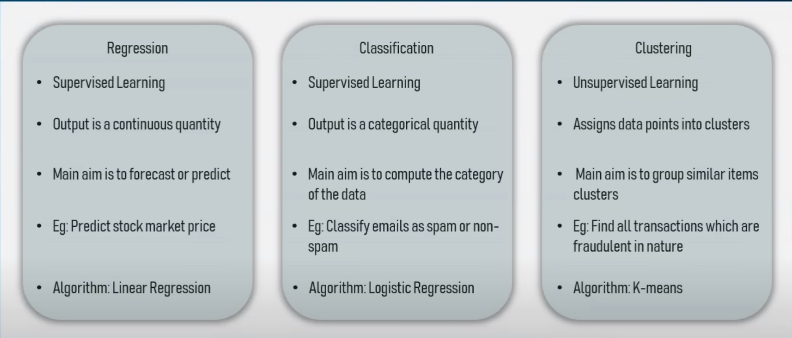 Regression
• Supervised Learning
• Output is a continuous quantity
• Main aim is to forecast or predict
• Eg: Predict stock market price
• Algorithm: Linear Regression
Classification
• Supervised Learning
• Output is a categorical quantity
• Main aim is to compute the category
of the data
• Eg: Classify emails as spam or non-
spam
• Algorithm: Logistic Regression
Clustering
• Unsupervised Learning
• Assigns data points into clusters
• Main aim is to group similar items
clusters
• Eg: Find all transactions which are
fraudulent in nature
• Algorithm: K-means